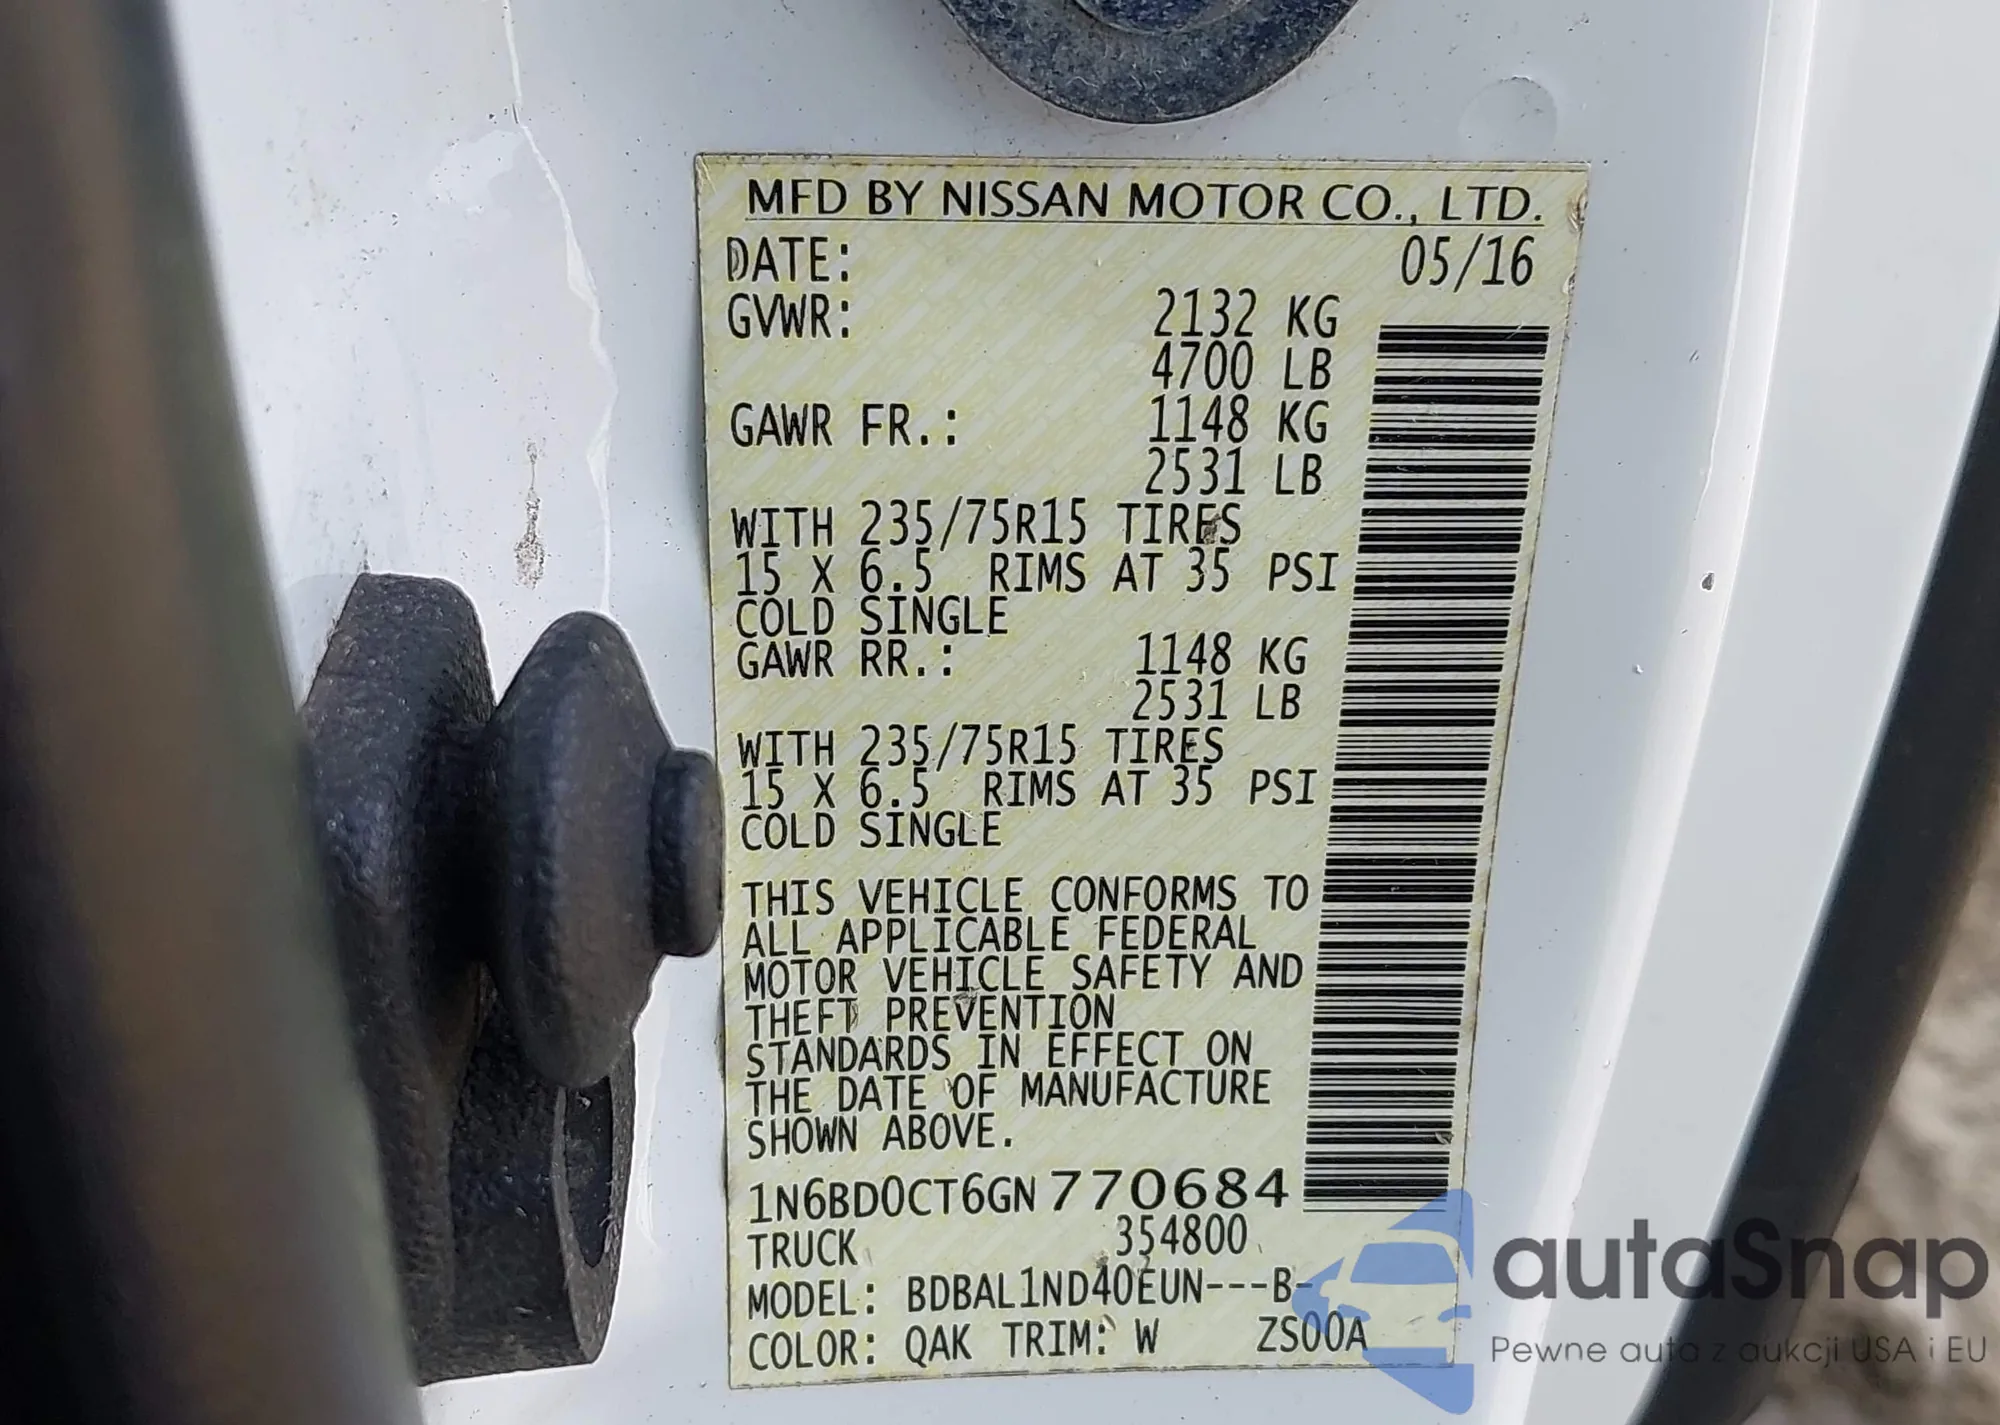 MFD BY NISSAN MOTOR CO., LTD.
DATE: 05/16
GVWR: 2132 KG
4700 LB
GAWR FR.: 1148 KG
2531 LB
WITH 235/75R15 TIRES
15 X 6.5 RIMS AT 35 PSI
COLD SINGLE
GAWR RR.: 1148 KG
2531 LB
WITH 235/75R15 TIRES
15 X 6.5 RIMS AT 35 PSI
COLD SINGLE
THIS VEHICLE CONFORMS TO
ALL APPLICABLE FEDERAL
MOTOR VEHICLE SAFETY AND
THEFT PREVENTION
STANDARDS IN EFFECT ON
THE DATE OF MANUFACTURE
SHOWN ABOVE.
1N6BD0CT6GN770684
TRUCK 354800
MODEL: BDBAL1ND40EUN---B-
COLOR: QAK TRIM: W ZS00A
autaSnap
Pewne auta z aukcji USA i EU